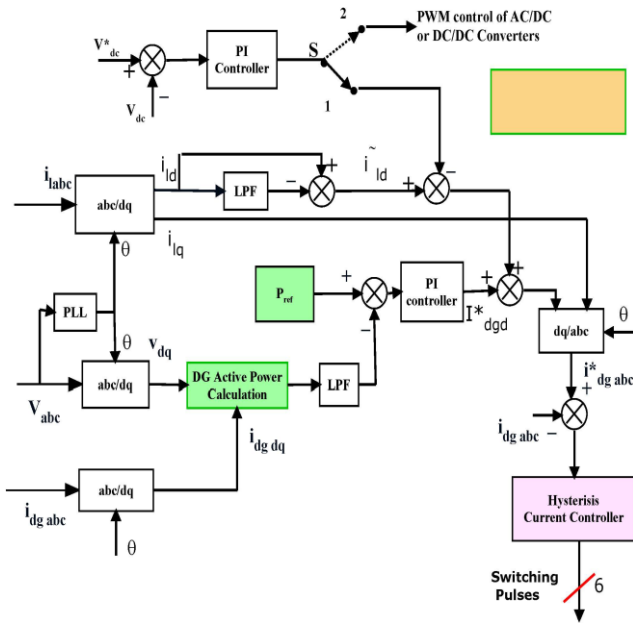 2
PWM control of AC/DC
or DC/DC Converters
V*dc
+
−
Vdc
PI
Controller
S
1
ilabc
abc/dq
ild
LPF
−
+
ĩld
+
−
ilq
θ
PLL
θ
Vabc
abc/dq
vdq
DG Active Power
Calculation
LPF
Pref
+
−
PI
controller
I*dgd
+
+
dq/abc
θ
i*dg abc
+
idg abc
−
idg dq
idg abc
abc/dq
θ
Hysterisis
Current Controller
Switching
Pulses
6